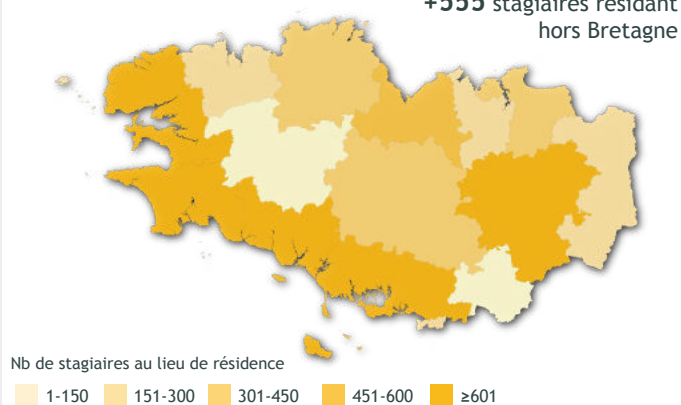 +555 stagiaires résidant
hors Bretagne
Nb de stagiaires au lieu de résidence
1-150 151-300 301-450 451-600 ≥601